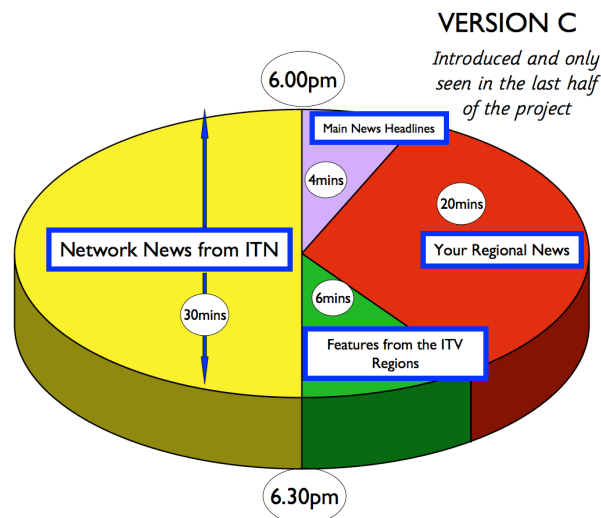 VERSION C
Introduced and only
seen in the last half
of the project
6.00pm
Main News Headlines
4mins
20mins
Network News from ITN
Your Regional News
6mins
30mins
Features from the ITV
Regions
6.30pm